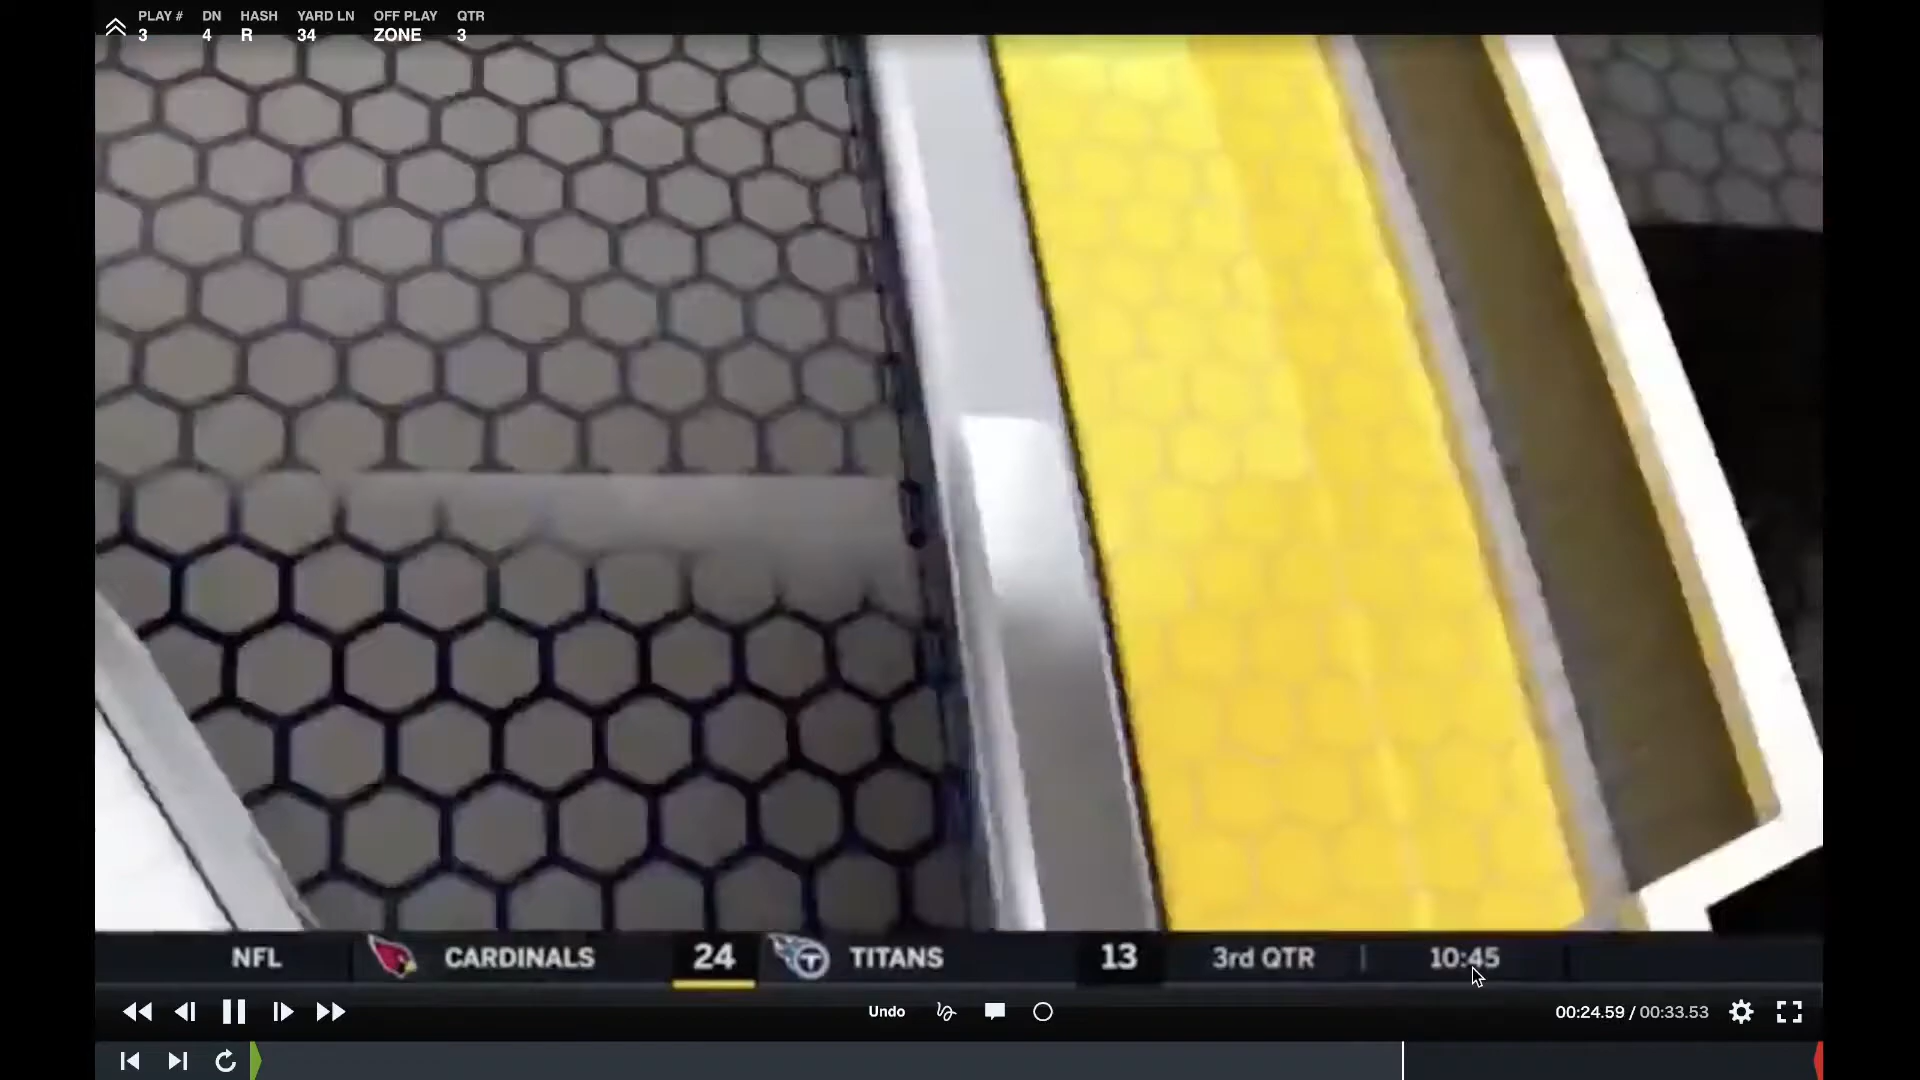 PLAY # DN HASH YARD LN OFF PLAY QTR
3 4 R 34 ZONE 3
NFL CARDINALS 24 TITANS 13 3rd QTR | 10:45
Undo 00:24.59 / 00:33.53